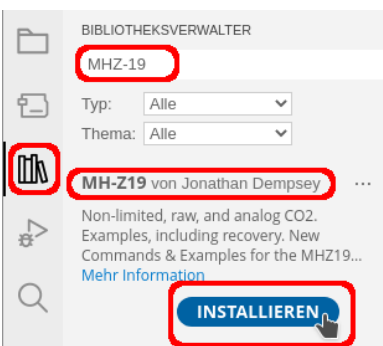 BIBLIOTHEKSVERWALTER
MHZ-19
Typ: Alle
Thema: Alle
MH-Z19 von Jonathan Dempsey ...
Non-limited, raw, and analog CO2.
Examples, including recovery. New
Commands & Examples for the MHZ19...
Mehr Information
INSTALLIEREN